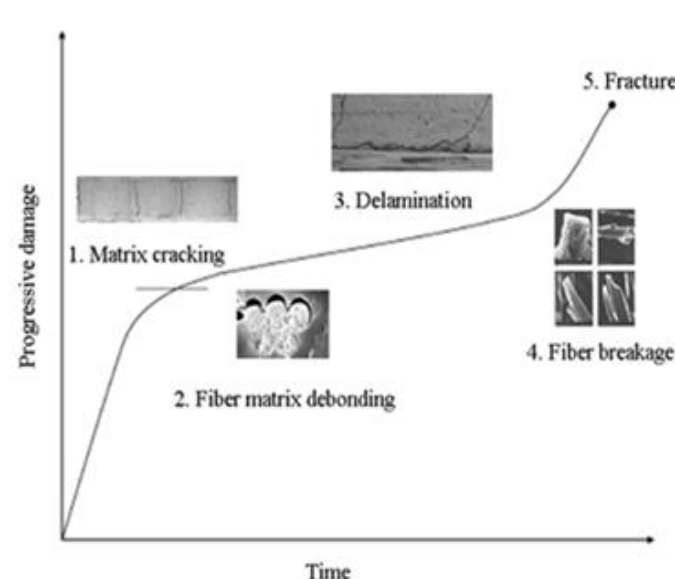 5. Fracture
3. Delamination
1. Matrix cracking
4. Fiber breakage
2. Fiber matrix debonding
Progressive damage
Time